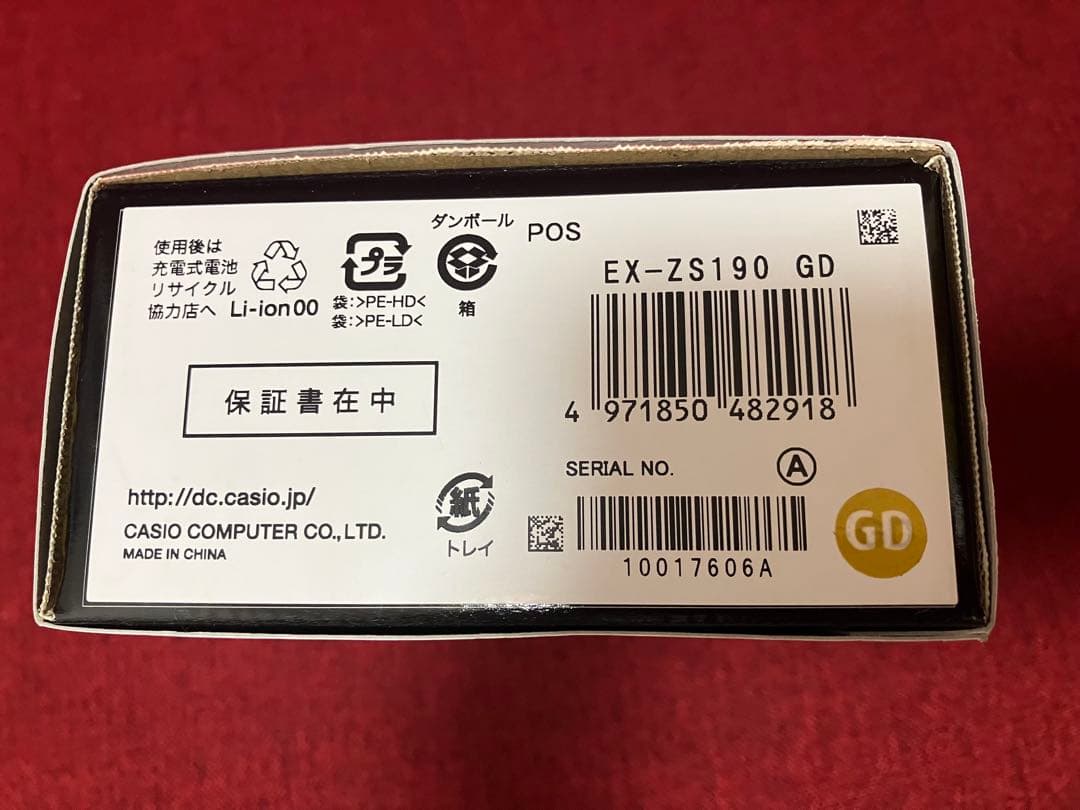 使用後は
充電式電池
リサイクル
協力店へ
Li-ion00
プラ
袋:>PE-HD<
袋:>PE-LD<
ダンボール
箱
POS
EX-ZS190 GD
4 971850 482918
保証書在中
SERIAL NO.
A
10017606A
GD
http://dc.casio.jp/
CASIO COMPUTER CO.,LTD.
MADE IN CHINA
紙
トレイ